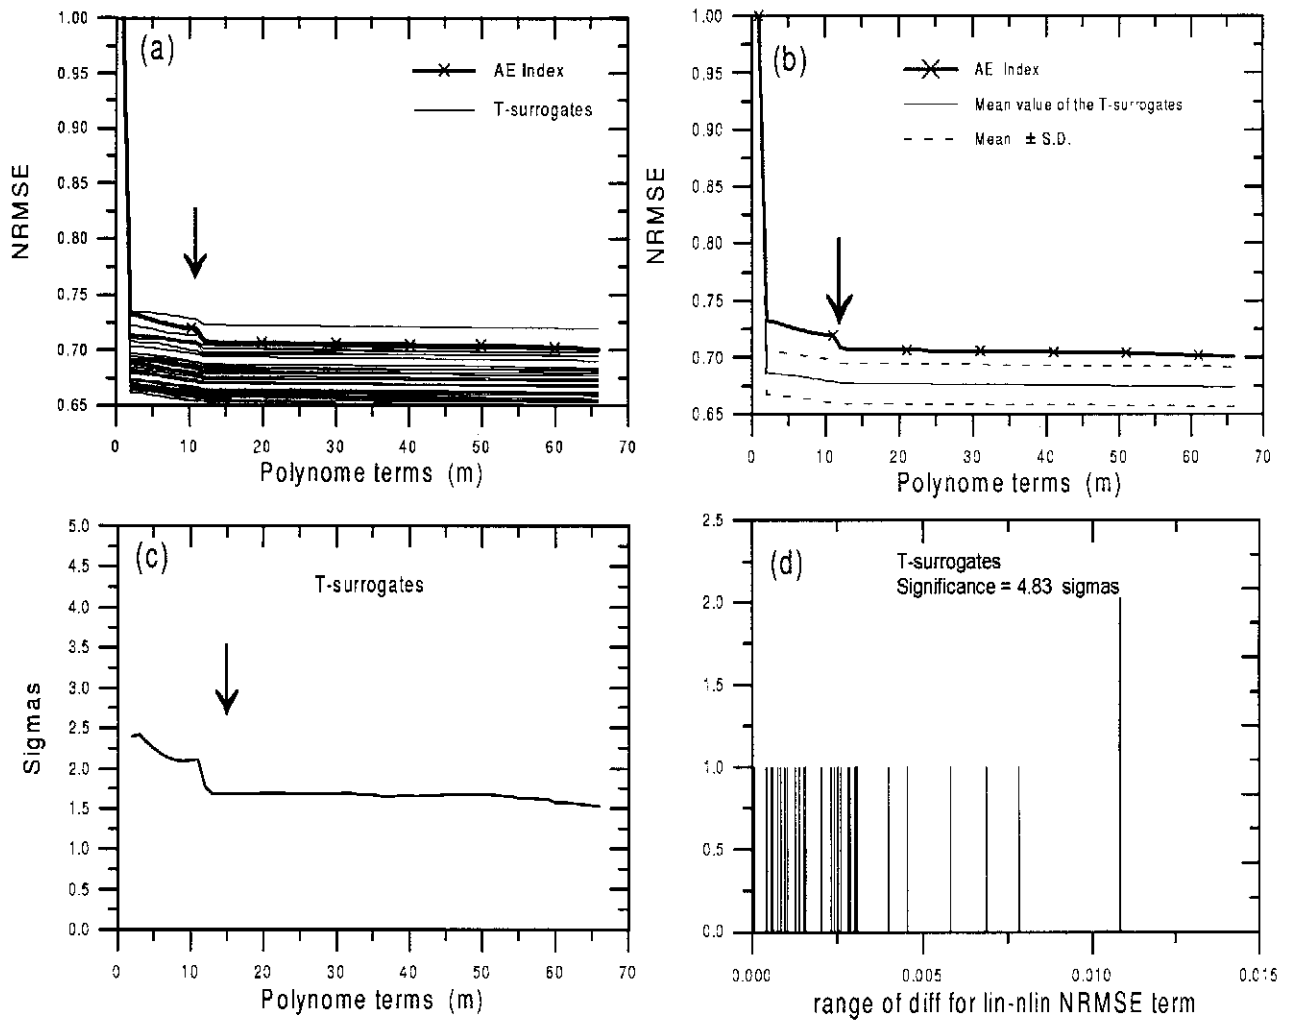 (a)
AE Index
T-surrogates
NRMSE
1.00
0.95
0.90
0.85
0.80
0.75
0.70
0.65
0 10 20 30 40 50 60 70
Polynome terms (m)
(b)
AE Index
Mean value of the T-surrogates
Mean ± S.D.
NRMSE
1.00
0.95
0.90
0.85
0.80
0.75
0.70
0.65
0 10 20 30 40 50 60 70
Polynome terms (m)
(c)
T-surrogates
Sigmas
5.0
4.5
4.0
3.5
3.0
2.5
2.0
1.5
1.0
0.5
0.0
0 10 20 30 40 50 60 70
Polynome terms (m)
(d)
T-surrogates
Significance = 4.83 sigmas
2.5
2.0
1.5
1.0
0.5
0.0
0.000 0.005 0.010 0.015
range of diff for lin-nlin NRMSE term